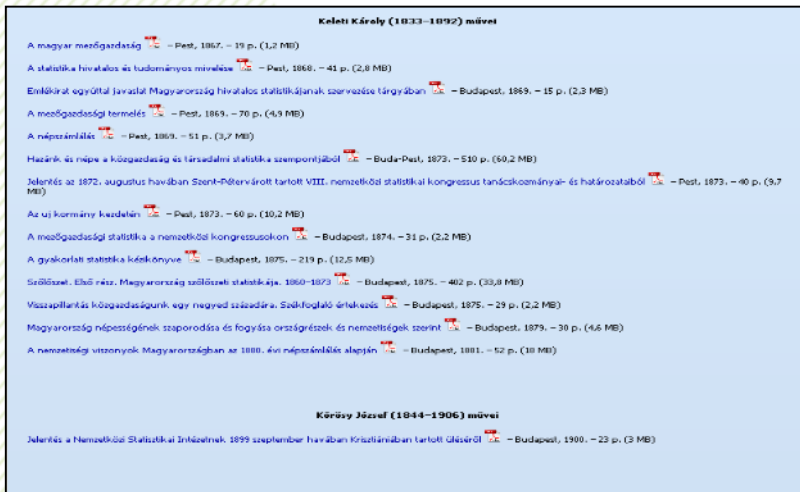 Keleti Károly (1833–1892) művei
A magyar mezőgazdaság – Pest, 1867. – 19 p. (1,2 MB)
A statistika hivatalos és tudományos mivelése – Pest, 1868. – 41 p. (2,8 MB)
Emlékirat egyúttal javaslat Magyarország hivatalos statistikájanak szervezése tárgyában – Budapest, 1869. – 15 p. (2,3 MB)
A mezőgazdasági termelés – Pest, 1869. – 70 p. (4,9 MB)
A népszámlálás – Pest, 1869. – 51 p. (3,7 MB)
Hazánk és népe a közgazdaság és társadalmi statistika szempontjából – Buda-Pest, 1873. – 510 p. (60,2 MB)
Jelentés az 1872. augustus havában Szent-Pétervárott tartott VIII. nemzetközi statistikai kongressus tanácskozmányai- és határozataiból – Pest, 1873. – 40 p. (9,7
MB)
Az uj kormány kezdetén – Pest, 1873. – 60 p. (10,2 MB)
A mezőgazdasági statistika a nemzetközi kongressusokon – Budapest, 1874. – 31 p. (2,2 MB)
A gyakorlati statistika kézikönyve – Budapest, 1875. – 219 p. (12,5 MB)
Szőlőszet. Első rész. Magyarország szőlőszeti statistikája. 1860–1873 – Budapest, 1875. – 402 p. (33,8 MB)
Visszapillantás közgazdaságunk egy negyed századára. Székfoglaló értekezés – Budapest, 1875. – 29 p. (2,2 MB)
Magyarország népességének szaporodása és fogyása országrészek és nemzetiségek szerint – Budapest. 1879. – 30 p. (4,6 MB)
A nemzetiségi viszonyok Magyarországban az 1880. évi népszámlálás alapján – Budapest, 1881. – 52 p. (10 MB)
Kőrösy József (1844–1906) művei
Jelentés a Nemzetközi Statisztikai Intézetnek 1899 szeptember havában Krisztiániában tartott üléséről – Budapest, 1900. – 23 p. (3 MB)